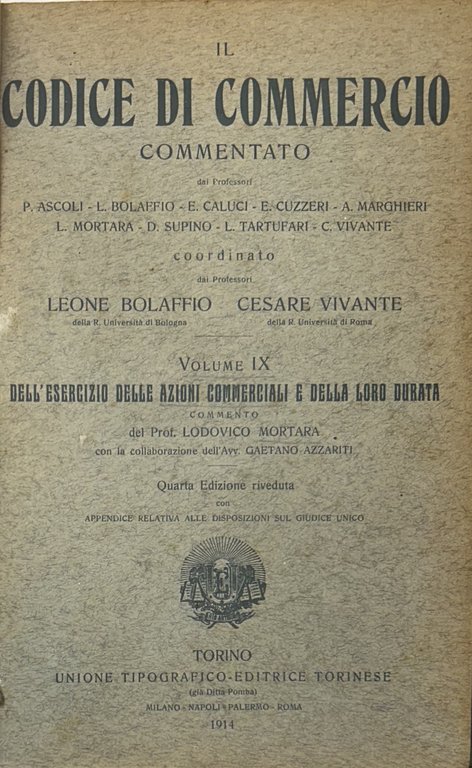 IL
CODICE DI COMMERCIO
COMMENTATO
dai Professori
P. ASCOLI - L. BOLAFFIO - E. CALUCI - E. CUZZERI - A. MARGHIERI
L. MORTARA - D. SUPINO - L. TARTUFARI - C. VIVANTE
coordinato
dai Professori
LEONE BOLAFFIO CESARE VIVANTE
della R. Università di Bologna della R. Università di Roma
VOLUME IX
DELL'ESERCIZIO DELLE AZIONI COMMERCIALI E DELLA LORO DURATA
COMMENTO
del Prof. LODOVICO MORTARA
con la collaborazione dell'Avv. GAETANO AZZARITI
Quarta Edizione riveduta
con
APPENDICE RELATIVA ALLE DISPOSIZIONI SUL GIUDICE UNICO
TORINO
UNIONE TIPOGRAFICO-EDITRICE TORINESE
(già Ditta Pomba)
MILANO - NAPOLI - PALERMO - ROMA
1914